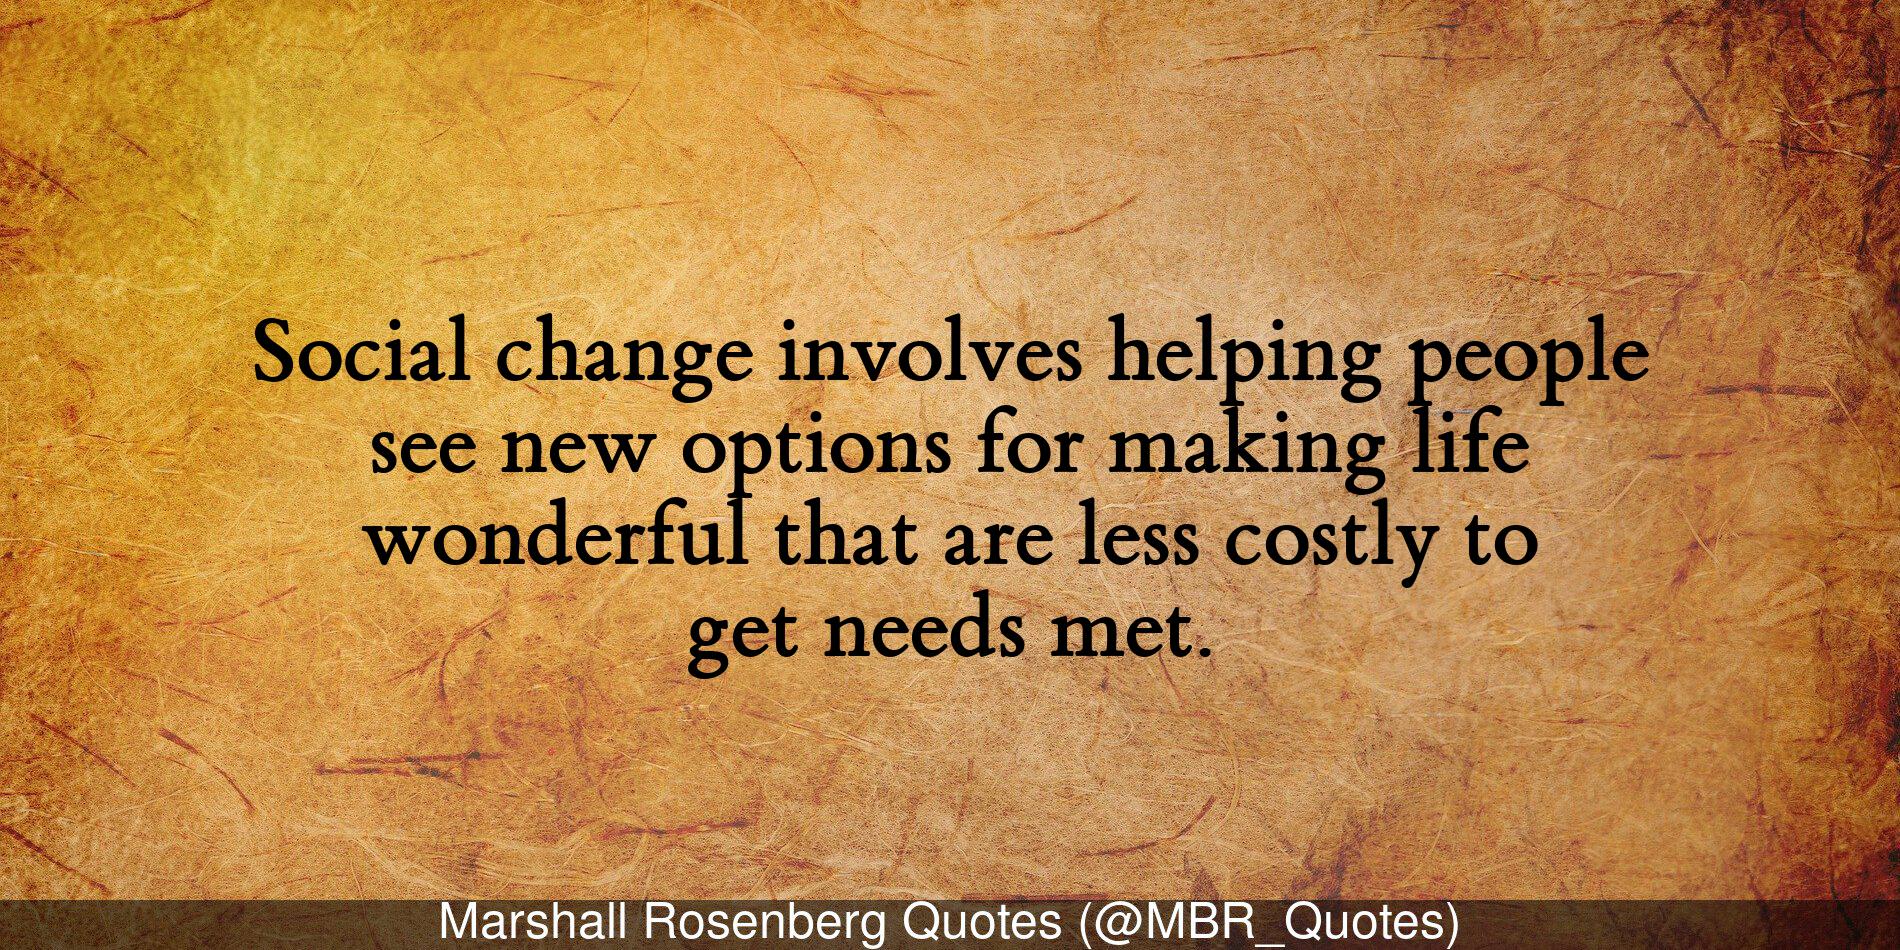 Social change involves helping people
see new options for making life
wonderful that are less costly to
get needs met.
Marshall Rosenberg Quotes (@MBR_Quotes)